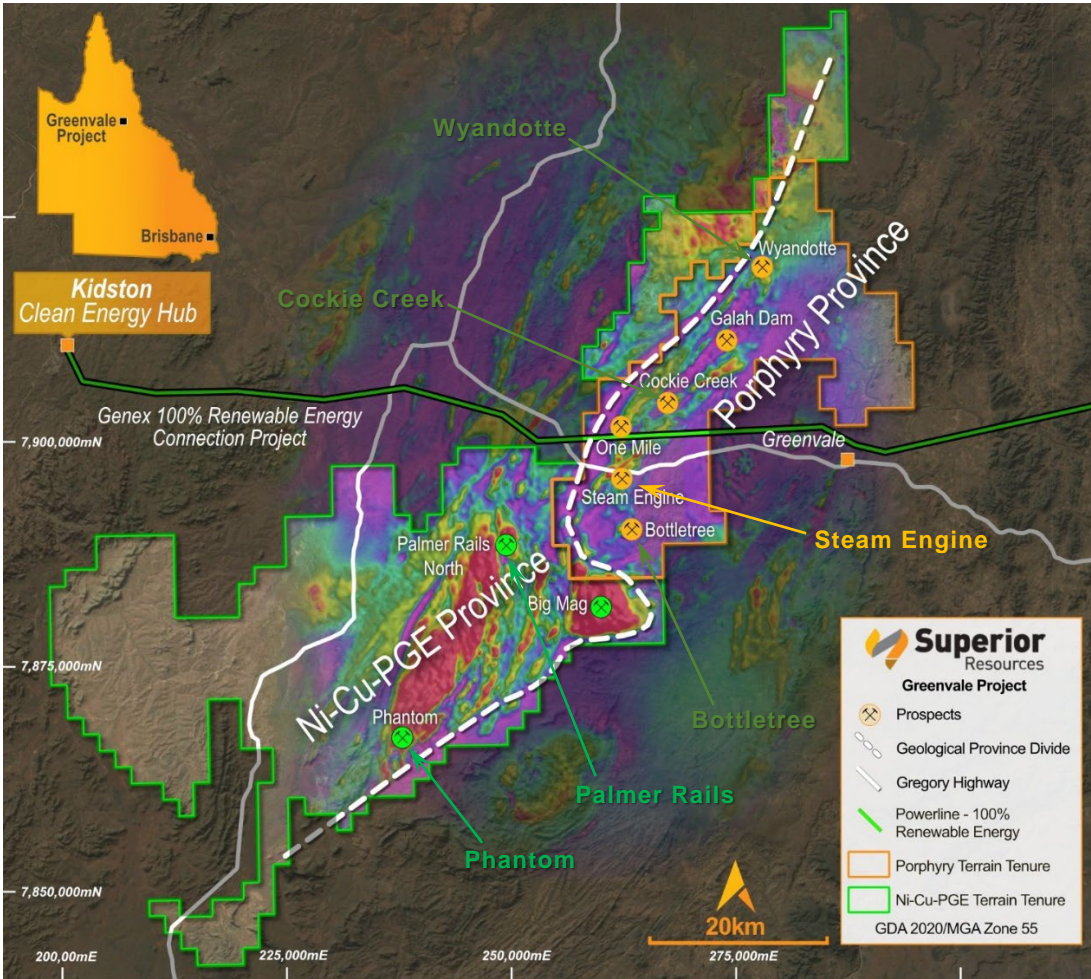 Greenvale
Project
Brisbane
Kidston
Clean Energy Hub
Wyandotte
Wyandotte
Porphyry Province
Cockie Creek
Galah Dam
Cockie Creek
Genex 100% Renewable Energy
Connection Project
7,900,000mN
One Mile
Greenvale
Steam Engine
Steam Engine
Bottletree
Palmer Rails
North
Big Mag
Ni-Cu-PGE Province
7,875,000mN
Phantom
Bottletree
Palmer Rails
Phantom
7,850,000mN
20km
200,00mE
225,000mE
250,000mE
275,000mE
Superior
Resources
Greenvale Project
Prospects
Geological Province Divide
Gregory Highway
Powerline - 100%
Renewable Energy
Porphyry Terrain Tenure
Ni-Cu-PGE Terrain Tenure
GDA 2020/MGA Zone 55